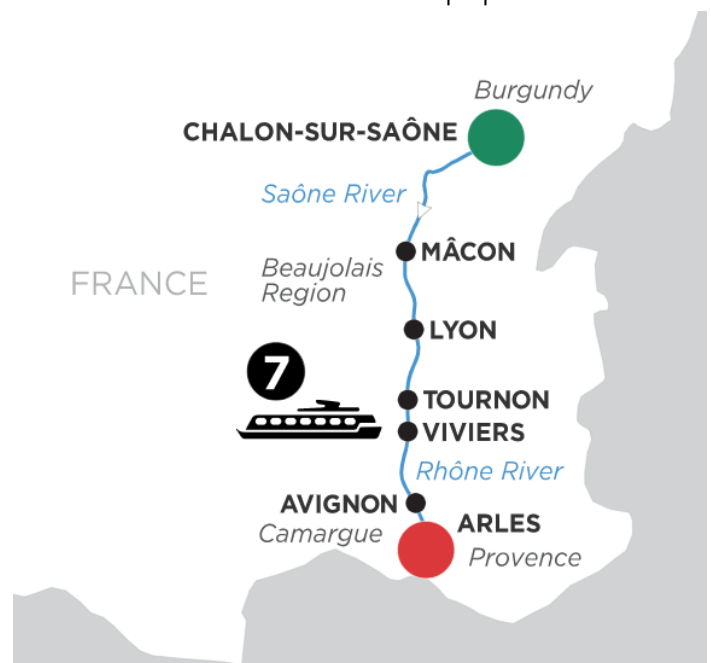 Burgundy
CHALON-SUR-SAÔNE
Saône River
MÂCON
Beaujolais
Region
FRANCE
LYON
7
TOURNON
VIVIERS
Rhône River
AVIGNON
Camargue
ARLES
Provence